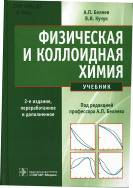 А.П. Беляев
В.И. Кучук
ФИЗИЧЕСКАЯ
И КОЛЛОИДНАЯ
ХИМИЯ
УЧЕБНИК
2-е издание,
переработанное
и дополненное
Под редакцией
профессора А.П. Беляева